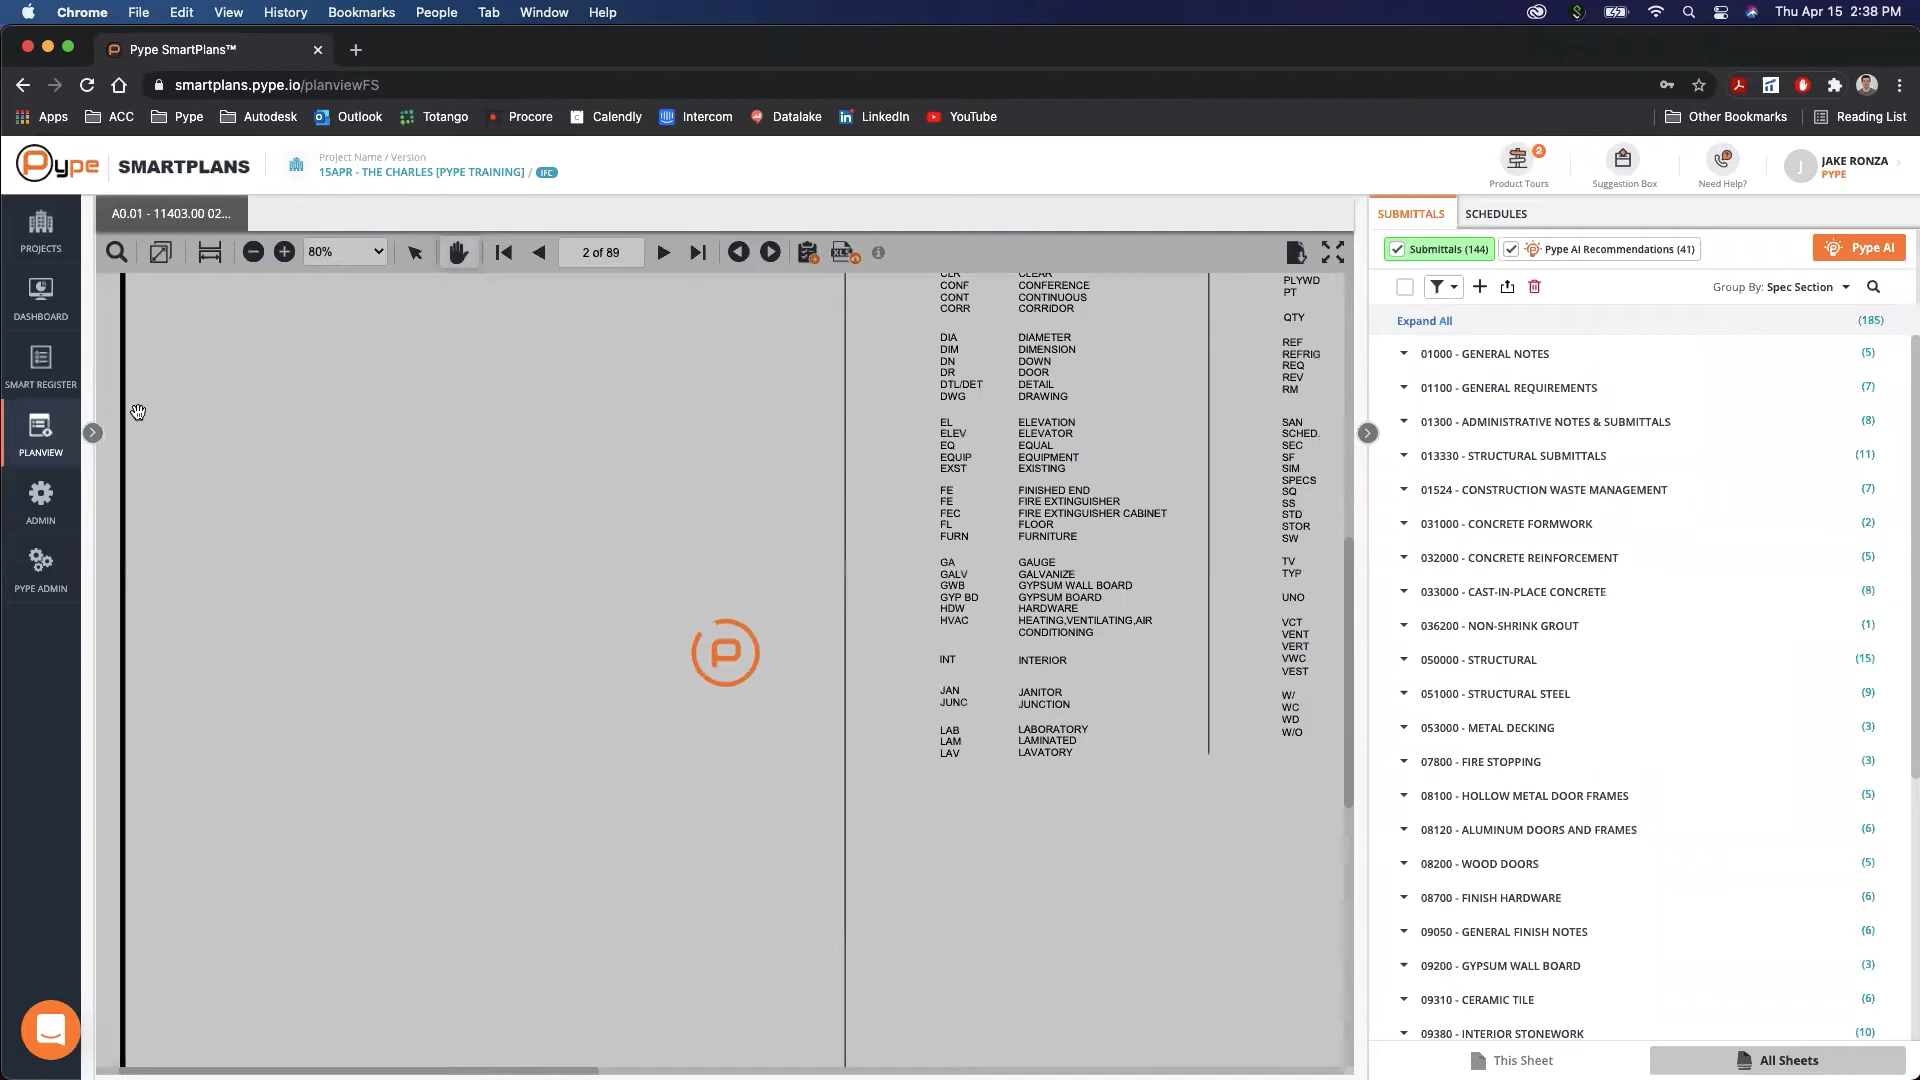 Chrome File Edit View History Bookmarks People Tab Window Help
Thu Apr 15 2:38 PM
Pype SmartPlans™
smartplans.pype.io/planviewFS
Apps ACC Pype Autodesk Outlook Totango Procore Calendly Intercom Datalake LinkedIn YouTube
Other Bookmarks Reading List
Pype SMARTPLANS
Project Name / Version
15APR - THE CHARLES [PYPE TRAINING] / IFC
2
Product Tours
Suggestion Box
Need Help?
J
JAKE RONZA
PYPE
PROJECTS
DASHBOARD
SMART REGISTER
PLANVIEW
ADMIN
PYPE ADMIN
A0.01 - 11403.00 02...
80%
2 of 89
XLS
CLR CLEAR
CONF CONFERENCE
CONT CONTINUOUS
CORR CORRIDOR
DIA DIAMETER
DIM DIMENSION
DN DOWN
DR DOOR
DTL/DET DETAIL
DWG DRAWING
EL ELEVATION
ELEV ELEVATOR
EQ EQUAL
EQUIP EQUIPMENT
EXST EXISTING
FE FINISHED END
FE FIRE EXTINGUISHER
FEC FIRE EXTINGUISHER CABINET
FL FLOOR
FURN FURNITURE
GA GAUGE
GALV GALVANIZE
GWB GYPSUM WALL BOARD
GYP BD GYPSUM BOARD
HDW HARDWARE
HVAC HEATING,VENTILATING,AIR
CONDITIONING
INT INTERIOR
JAN JANITOR
JUNC JUNCTION
LAB LABORATORY
LAM LAMINATED
LAV LAVATORY
PLYWD
PT
QTY
REF
REFRIG
REQ
REV
RM
SAN
SCHED.
SEC
SF
SIM
SPECS
SQ
SS
STD
STOR
SW
TV
TYP
UNO
VCT
VENT
VERT
VWC
VEST
W/
WC
WD
W/O
SUBMITTALS SCHEDULES
Submittals (144) Pype AI Recommendations (41) Pype AI
Group By: Spec Section
Expand All (185)
01000 - GENERAL NOTES (5)
01100 - GENERAL REQUIREMENTS (7)
01300 - ADMINISTRATIVE NOTES & SUBMITTALS (8)
013330 - STRUCTURAL SUBMITTALS (11)
01524 - CONSTRUCTION WASTE MANAGEMENT (7)
031000 - CONCRETE FORMWORK (2)
032000 - CONCRETE REINFORCEMENT (5)
033000 - CAST-IN-PLACE CONCRETE (8)
036200 - NON-SHRINK GROUT (1)
050000 - STRUCTURAL (15)
051000 - STRUCTURAL STEEL (9)
053000 - METAL DECKING (3)
07800 - FIRE STOPPING (3)
08100 - HOLLOW METAL DOOR FRAMES (5)
08120 - ALUMINUM DOORS AND FRAMES (6)
08200 - WOOD DOORS (5)
08700 - FINISH HARDWARE (6)
09050 - GENERAL FINISH NOTES (6)
09200 - GYPSUM WALL BOARD (3)
09310 - CERAMIC TILE (6)
09380 - INTERIOR STONEWORK (10)
This Sheet All Sheets